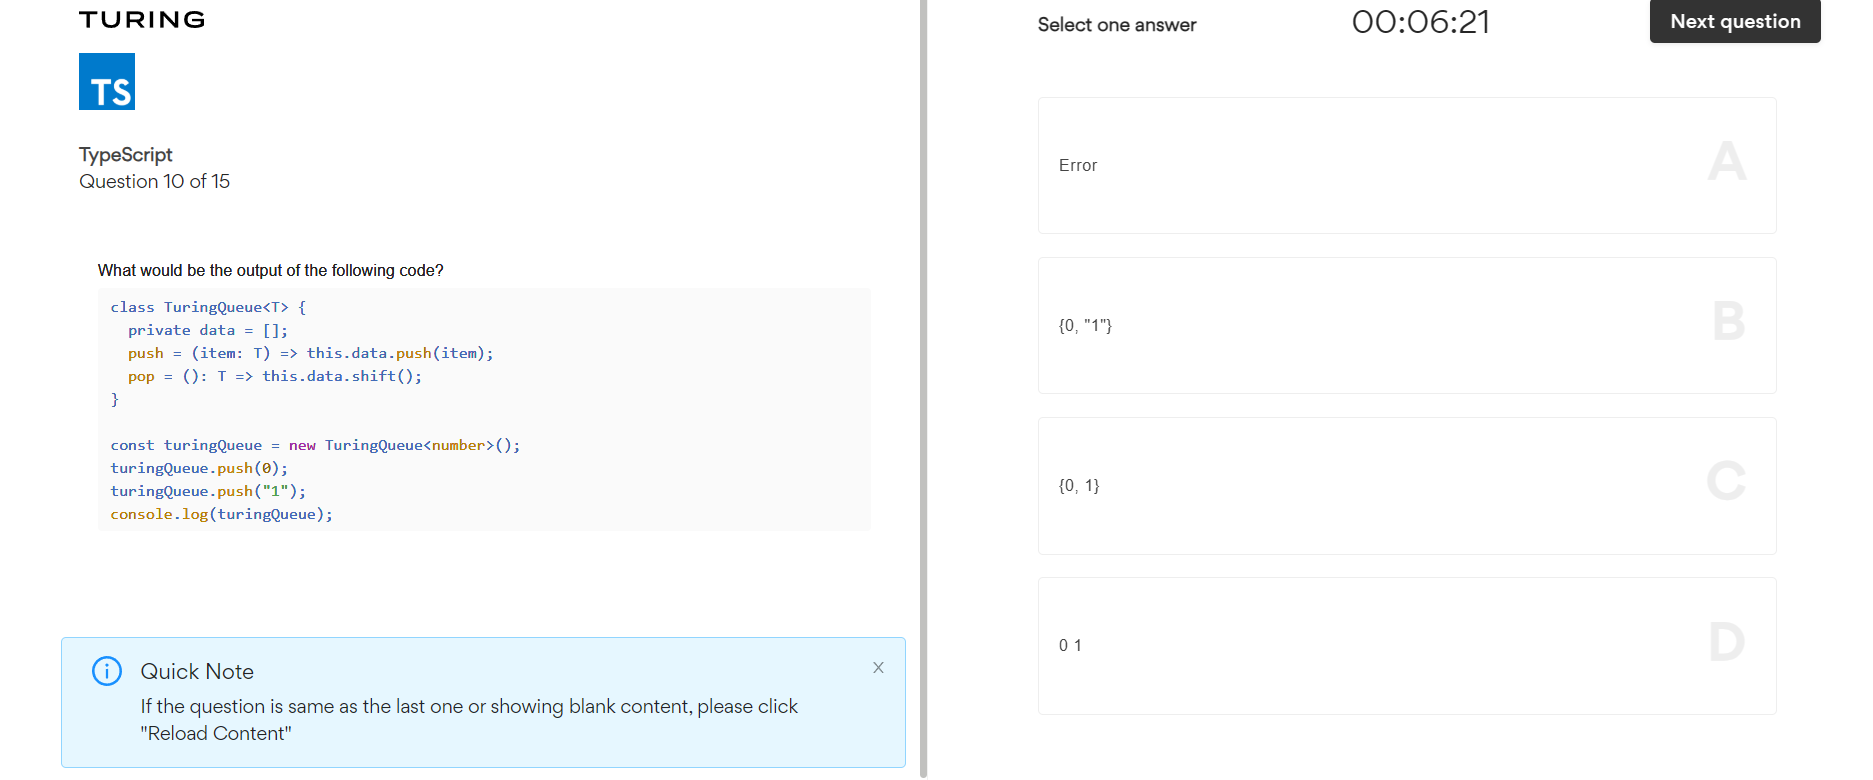 TURING
TS
TypeScript
Question 10 of 15
What would be the output of the following code?
class TuringQueue<T> {
  private data = [];
  push = (item: T) => this.data.push(item);
  pop = (): T => this.data.shift();
}
const turingQueue = new TuringQueue<number>();
turingQueue.push(0);
turingQueue.push("1");
console.log(turingQueue);
Quick Note
X
If the question is same as the last one or showing blank content, please click
"Reload Content"
Select one answer
00:06:21
Next question
Error
A
{0, "1"}
B
{0, 1}
C
0 1
D